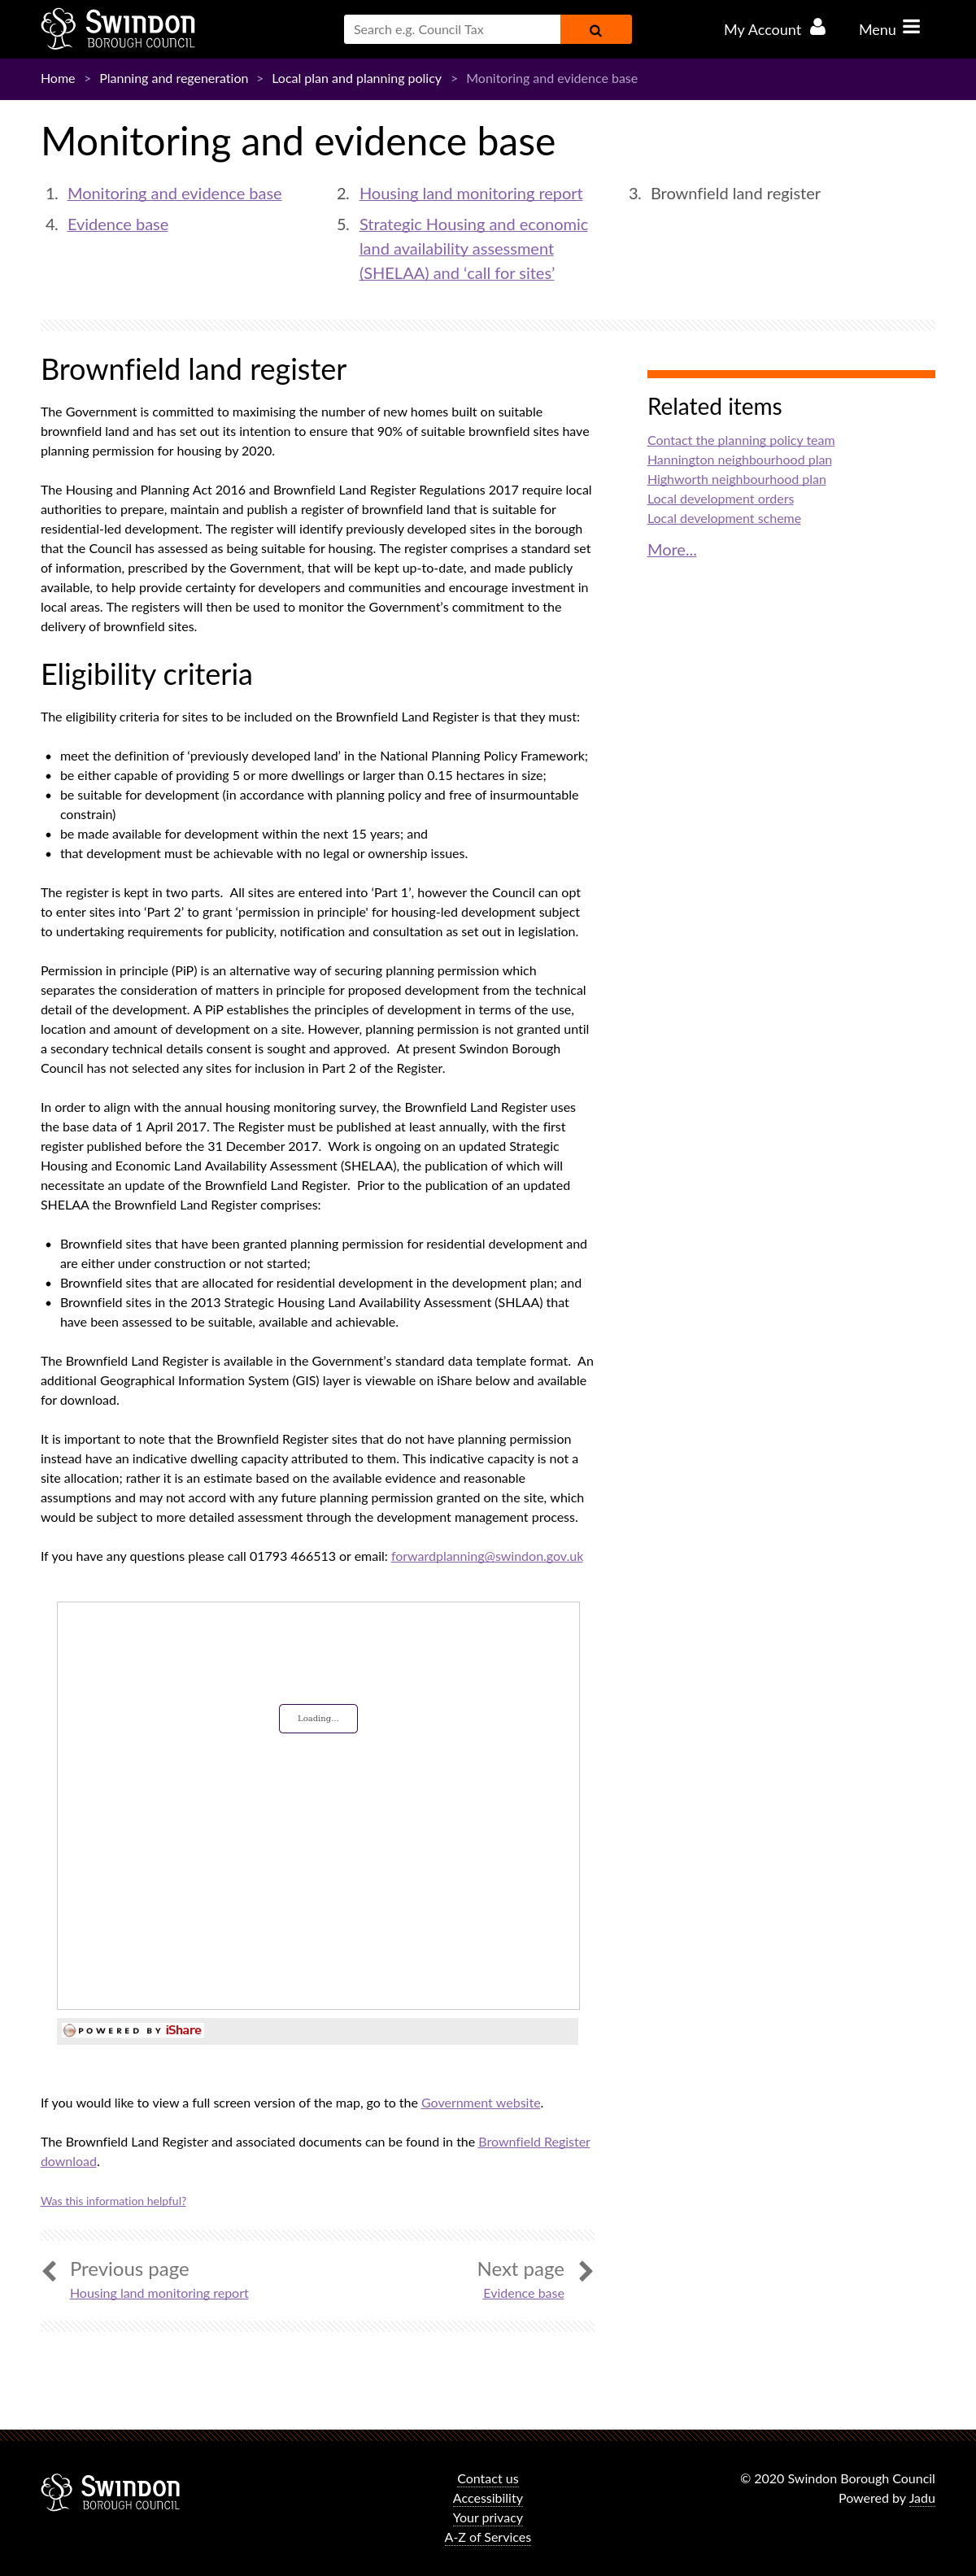 Swindon
BOROUGH COUNCIL
Search e.g. Council Tax
My Account
Menu
Home > Planning and regeneration > Local plan and planning policy > Monitoring and evidence base
Monitoring and evidence base
1. Monitoring and evidence base
2. Housing land monitoring report
3. Brownfield land register
4. Evidence base
5. Strategic Housing and economic
land availability assessment
(SHELAA) and ‘call for sites’
Brownfield land register
The Government is committed to maximising the number of new homes built on suitable
brownfield land and has set out its intention to ensure that 90% of suitable brownfield sites have
planning permission for housing by 2020.
The Housing and Planning Act 2016 and Brownfield Land Register Regulations 2017 require local
authorities to prepare, maintain and publish a register of brownfield land that is suitable for
residential-led development. The register will identify previously developed sites in the borough
that the Council has assessed as being suitable for housing. The register comprises a standard set
of information, prescribed by the Government, that will be kept up-to-date, and made publicly
available, to help provide certainty for developers and communities and encourage investment in
local areas. The registers will then be used to monitor the Government’s commitment to the
delivery of brownfield sites.
Eligibility criteria
The eligibility criteria for sites to be included on the Brownfield Land Register is that they must:
• meet the definition of ‘previously developed land’ in the National Planning Policy Framework;
• be either capable of providing 5 or more dwellings or larger than 0.15 hectares in size;
• be suitable for development (in accordance with planning policy and free of insurmountable
constrain)
• be made available for development within the next 15 years; and
• that development must be achievable with no legal or ownership issues.
The register is kept in two parts.  All sites are entered into ‘Part 1’, however the Council can opt
to enter sites into ‘Part 2’ to grant ‘permission in principle' for housing-led development subject
to undertaking requirements for publicity, notification and consultation as set out in legislation.
Permission in principle (PiP) is an alternative way of securing planning permission which
separates the consideration of matters in principle for proposed development from the technical
detail of the development. A PiP establishes the principles of development in terms of the use,
location and amount of development on a site. However, planning permission is not granted until
a secondary technical details consent is sought and approved.  At present Swindon Borough
Council has not selected any sites for inclusion in Part 2 of the Register.
In order to align with the annual housing monitoring survey, the Brownfield Land Register uses
the base data of 1 April 2017. The Register must be published at least annually, with the first
register published before the 31 December 2017.  Work is ongoing on an updated Strategic
Housing and Economic Land Availability Assessment (SHELAA), the publication of which will
necessitate an update of the Brownfield Land Register.  Prior to the publication of an updated
SHELAA the Brownfield Land Register comprises:
• Brownfield sites that have been granted planning permission for residential development and
are either under construction or not started;
• Brownfield sites that are allocated for residential development in the development plan; and
• Brownfield sites in the 2013 Strategic Housing Land Availability Assessment (SHLAA) that
have been assessed to be suitable, available and achievable.
The Brownfield Land Register is available in the Government’s standard data template format.  An
additional Geographical Information System (GIS) layer is viewable on iShare below and available
for download.
It is important to note that the Brownfield Register sites that do not have planning permission
instead have an indicative dwelling capacity attributed to them. This indicative capacity is not a
site allocation; rather it is an estimate based on the available evidence and reasonable
assumptions and may not accord with any future planning permission granted on the site, which
would be subject to more detailed assessment through the development management process.
If you have any questions please call 01793 466513 or email: forwardplanning@swindon.gov.uk
Loading...
POWERED BY iShare
If you would like to view a full screen version of the map, go to the Government website.
The Brownfield Land Register and associated documents can be found in the Brownfield Register
download.
Was this information helpful?
Previous page
Housing land monitoring report
Next page
Evidence base
Related items
Contact the planning policy team
Hannington neighbourhood plan
Highworth neighbourhood plan
Local development orders
Local development scheme
More...
Swindon
BOROUGH COUNCIL
Contact us
Accessibility
Your privacy
A-Z of Services
© 2020 Swindon Borough Council
Powered by Jadu